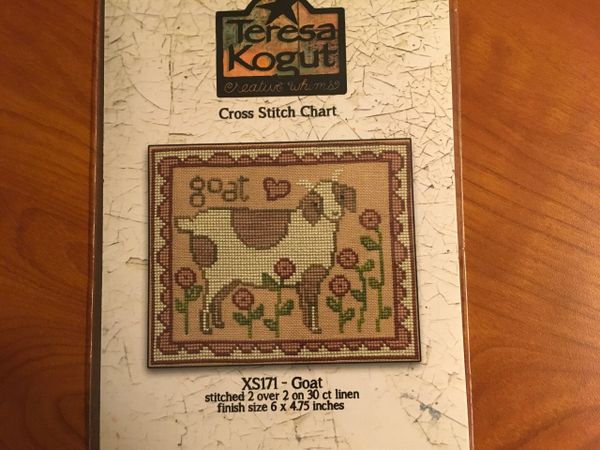 Teresa
Kogut
creative whims
Cross Stitch Chart
goat
XS171 - Goat
stitched 2 over 2 on 30 ct linen
finish size 6 x 4.75 inches